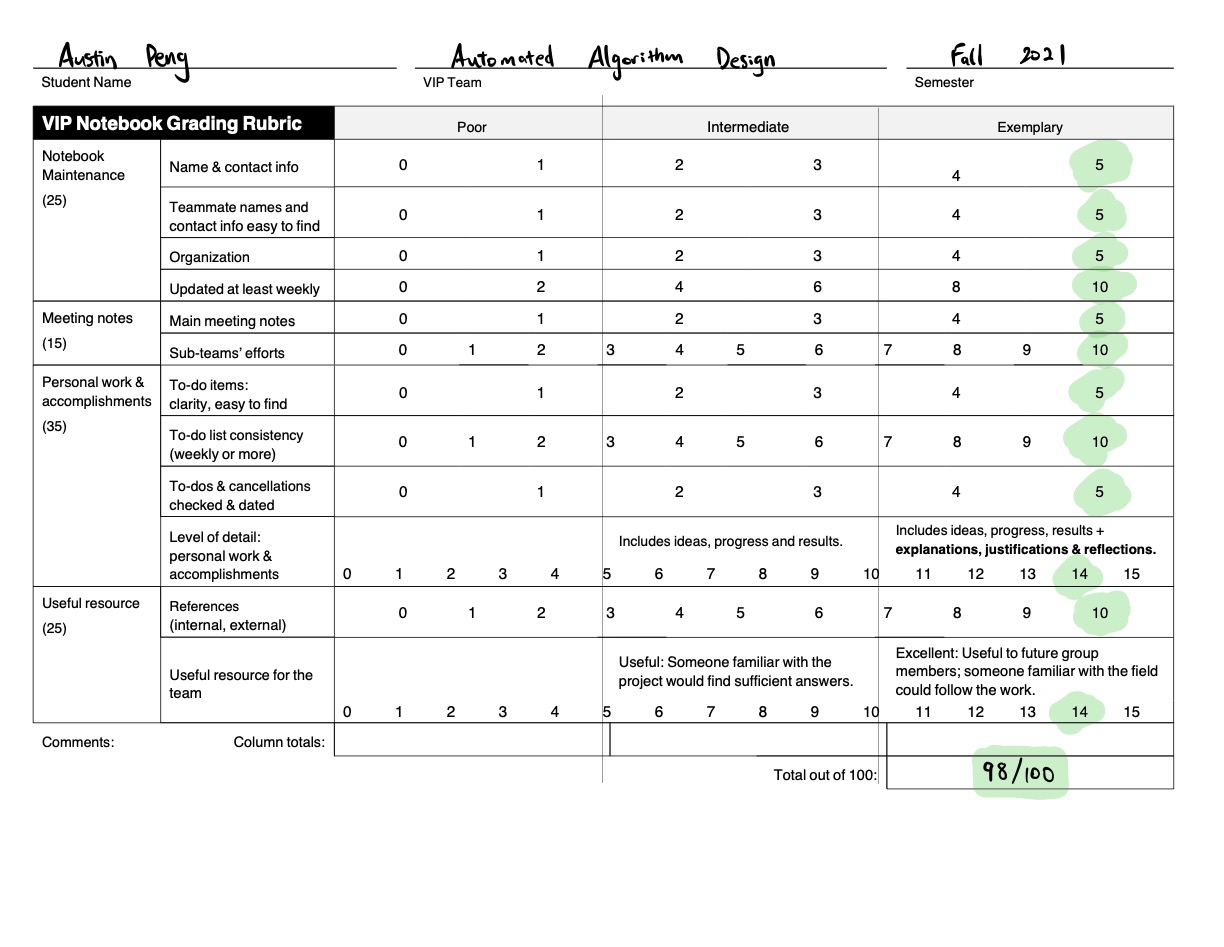 Austin Peng Automated Algorithm Design Fall 2021
Student Name VIP Team Semester
VIP Notebook Grading Rubric Poor Intermediate Exemplary
Notebook Maintenance
(25)
Name & contact info 0 1 2 3 4 5
Teammate names and
contact info easy to find 0 1 2 3 4 5
Organization 0 1 2 3 4 5
Updated at least weekly 0 2 4 6 8 10
Meeting notes
(15)
Main meeting notes 0 1 2 3 4 5
Sub-teams' efforts 0 1 2 3 4 5 6 7 8 9 10
Personal work &
accomplishments
(35)
To-do items:
clarity, easy to find 0 1 2 3 4 5
To-do list consistency
(weekly or more) 0 1 2 3 4 5 6 7 8 9 10
To-dos & cancellations
checked & dated 0 1 2 3 4 5
Level of detail:
personal work &
accomplishments
Includes ideas, progress and results.
Includes ideas, progress, results +
explanations, justifications & reflections.
0 1 2 3 4 5 6 7 8 9 10 11 12 13 14 15
Useful resource
(25)
References
(internal, external) 0 1 2 3 4 5 6 7 8 9 10
Useful resource for the
team
Useful: Someone familiar with the
project would find sufficient answers.
Excellent: Useful to future group
members; someone familiar with the field
could follow the work.
0 1 2 3 4 5 6 7 8 9 10 11 12 13 14 15
Comments: Column totals:
Total out of 100: 98/100